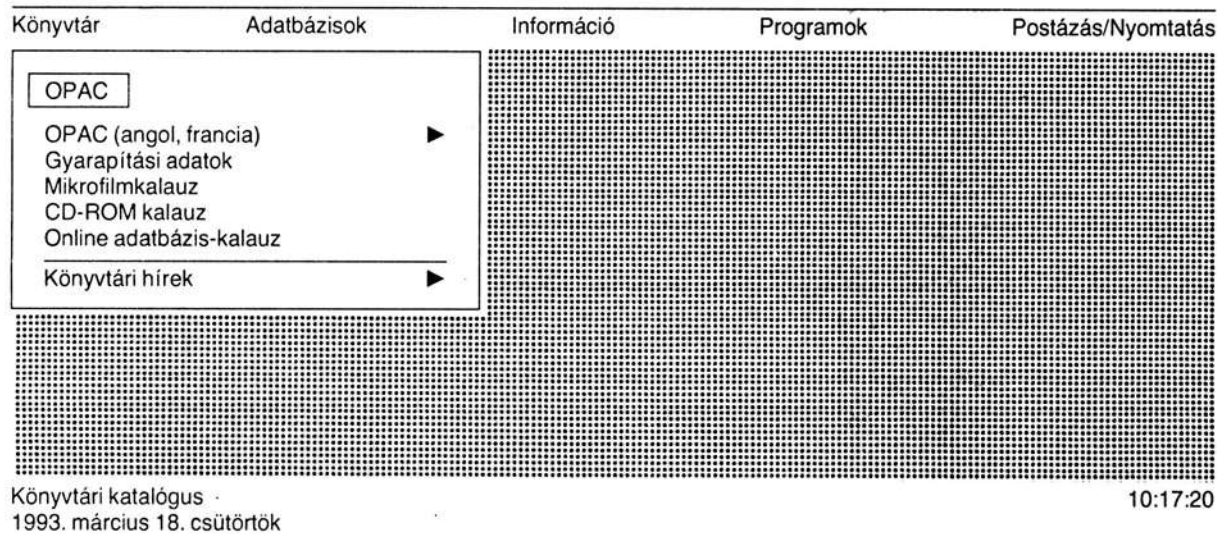 Könyvtár Adatbázisok Információ Programok Postázás/Nyomtatás
OPAC
OPAC (angol, francia) ►
Gyarapítási adatok
Mikrofilmkalauz
CD-ROM kalauz
Online adatbázis-kalauz
Könyvtári hírek ►
Könyvtári katalógus 10:17:20
1993. március 18. csütörtök